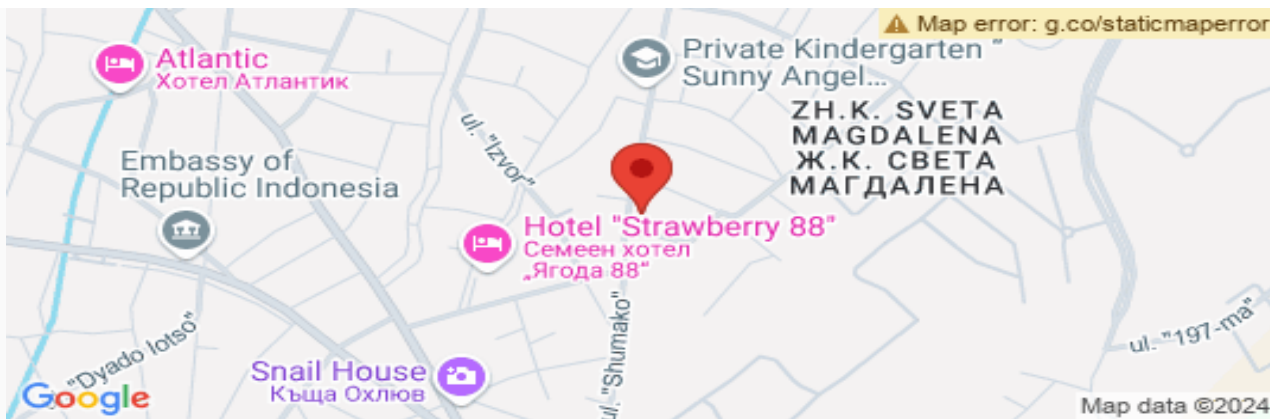 Map error: g.co/staticmaperror
Atlantic
Хотел Атлантик
Private Kindergarten "
Sunny Angel...
ZH.K. SVETA
MAGDALENA
Ж.К. СВЕТА
МАГДАЛЕНА
ul. "Izvor"
Embassy of
Republic Indonesia
Hotel "Strawberry 88"
Семеен хотел
„Ягода 88"
ul. "Shumako"
ul. "197-ma"
"Dyado Iotso"
Snail House
Къща Охлюв
Google
Map data ©2024